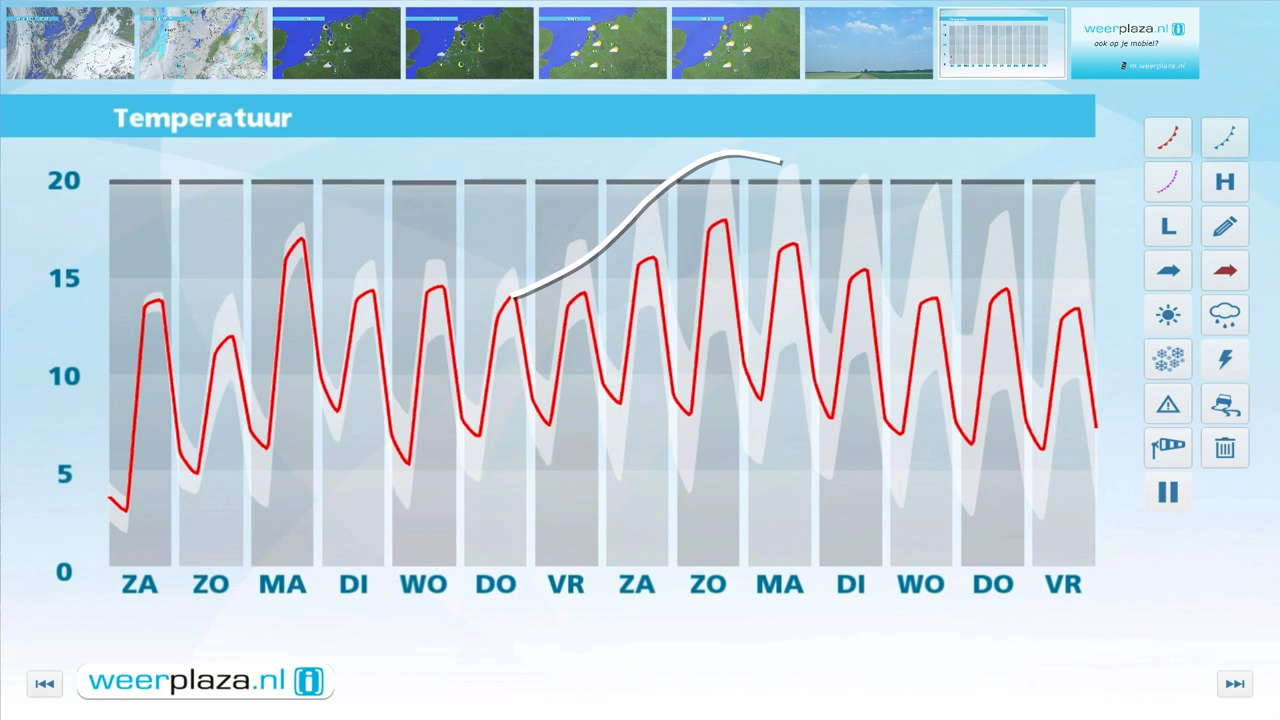 weerplaza.nl i
ook op je mobiel?
m.weerplaza.nl
Temperatuur
H
L
20
15
10
5
0
ZA ZO MA DI WO DO VR ZA ZO MA DI WO DO VR
weerplaza.nl i